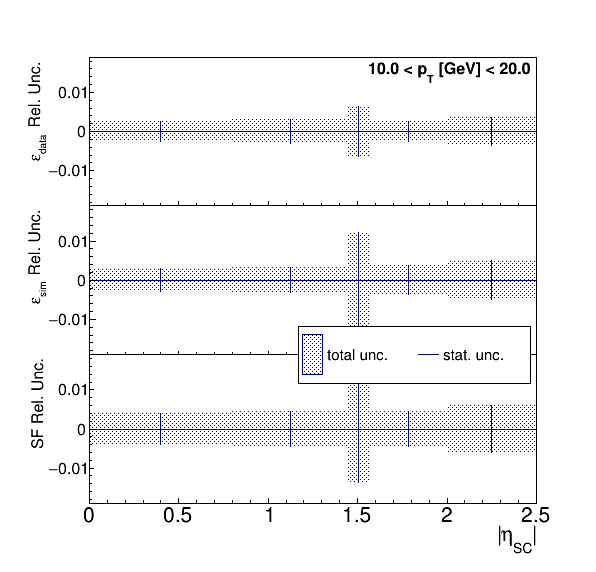 10.0 < p_T [GeV] < 20.0
ε_data Rel. Unc.
0.01
0
−0.01
ε_sim Rel. Unc.
0.01
0
−0.01
total unc.
stat. unc.
SF Rel. Unc.
0.01
0
−0.01
0 0.5 1 1.5 2 2.5
|η_SC|